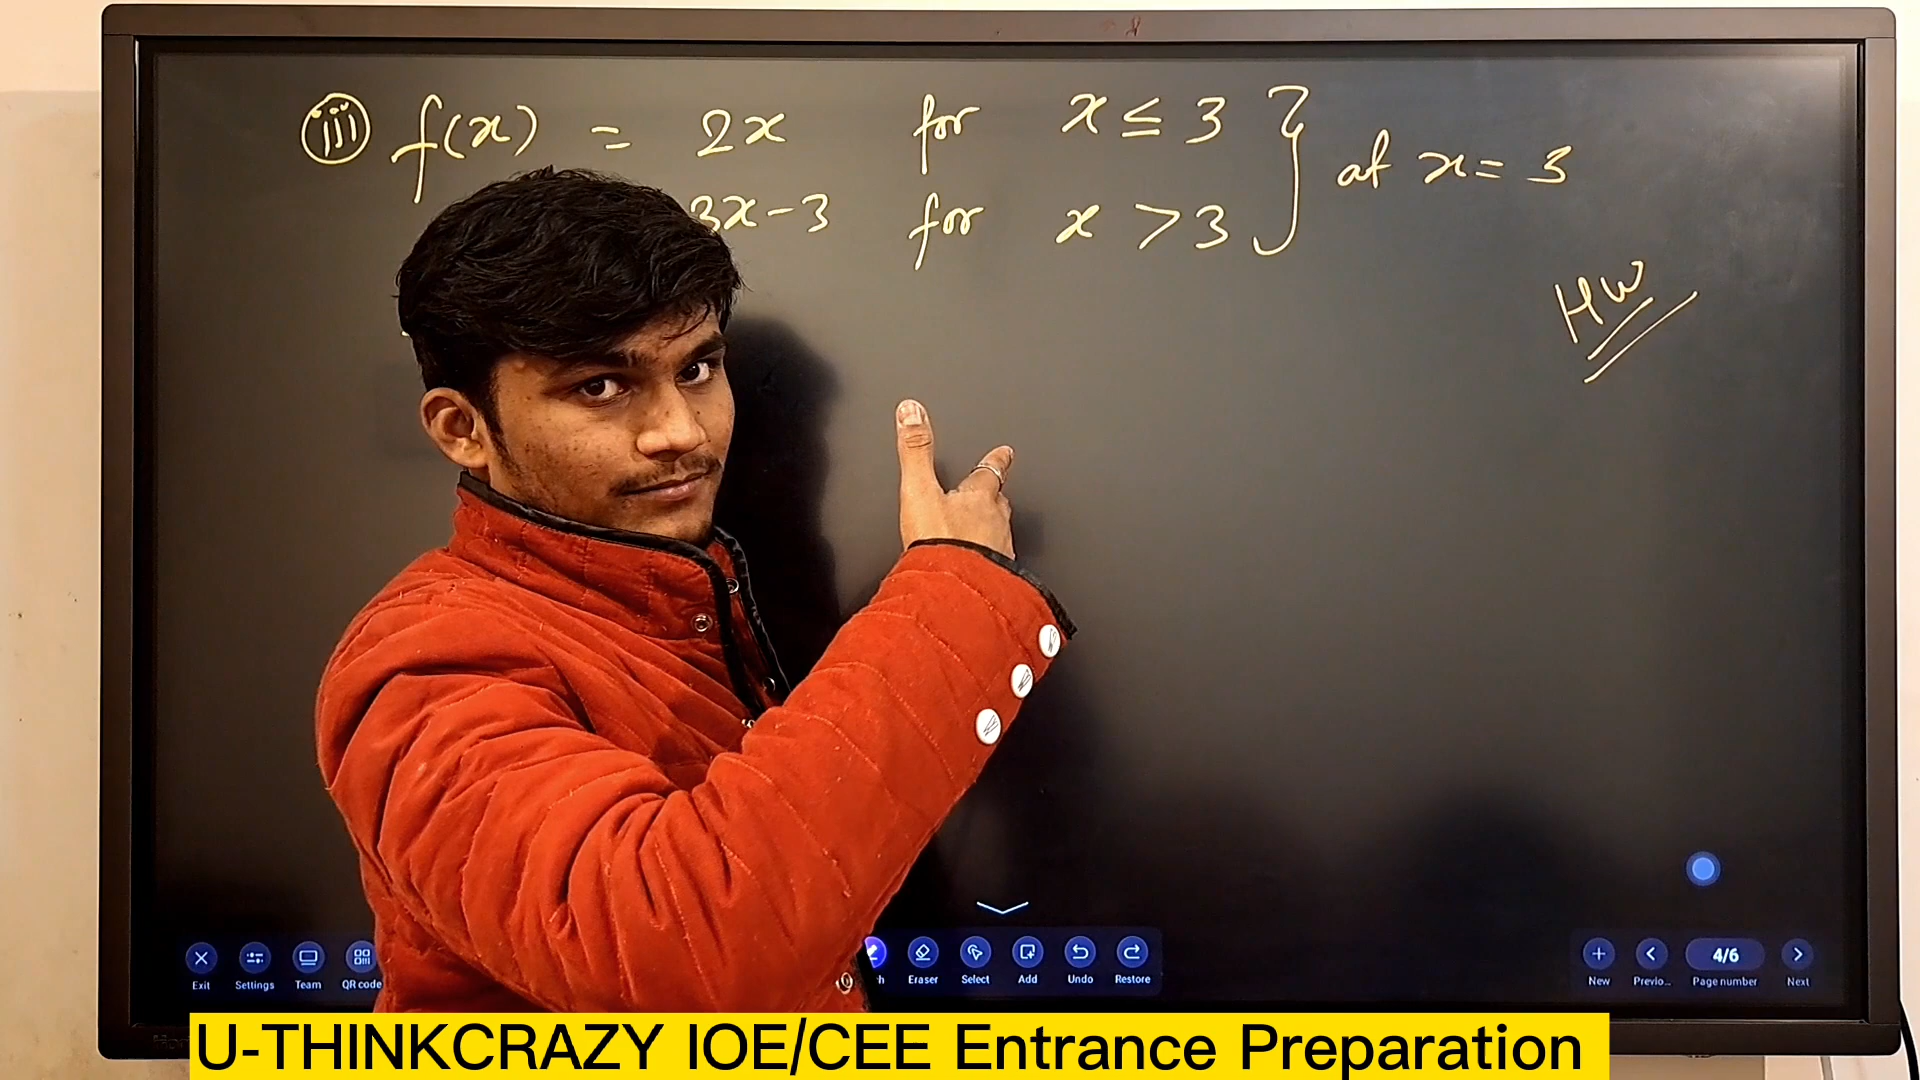 iii f(x) = 2x for x ≤ 3 } at x = 3
3x-3 for x > 3
HW
Exit Settings Team QR code Eraser Select Add Undo Restore New Previo... 4/6 Page number Next
U-THINKCRAZY IOE/CEE Entrance Preparation